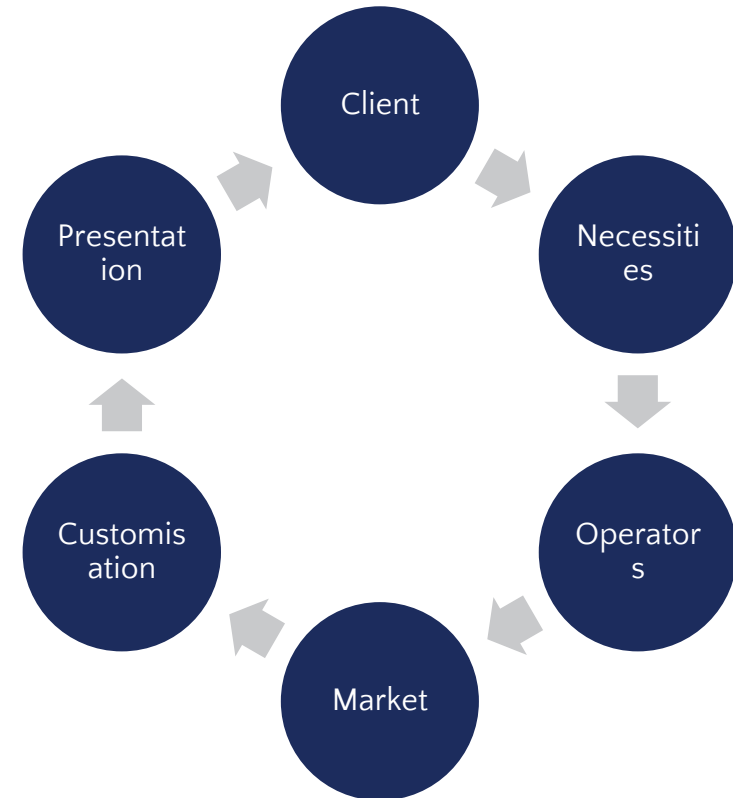 Client
Necessiti
es
Operator
s
Market
Customis
ation
Presentat
ion